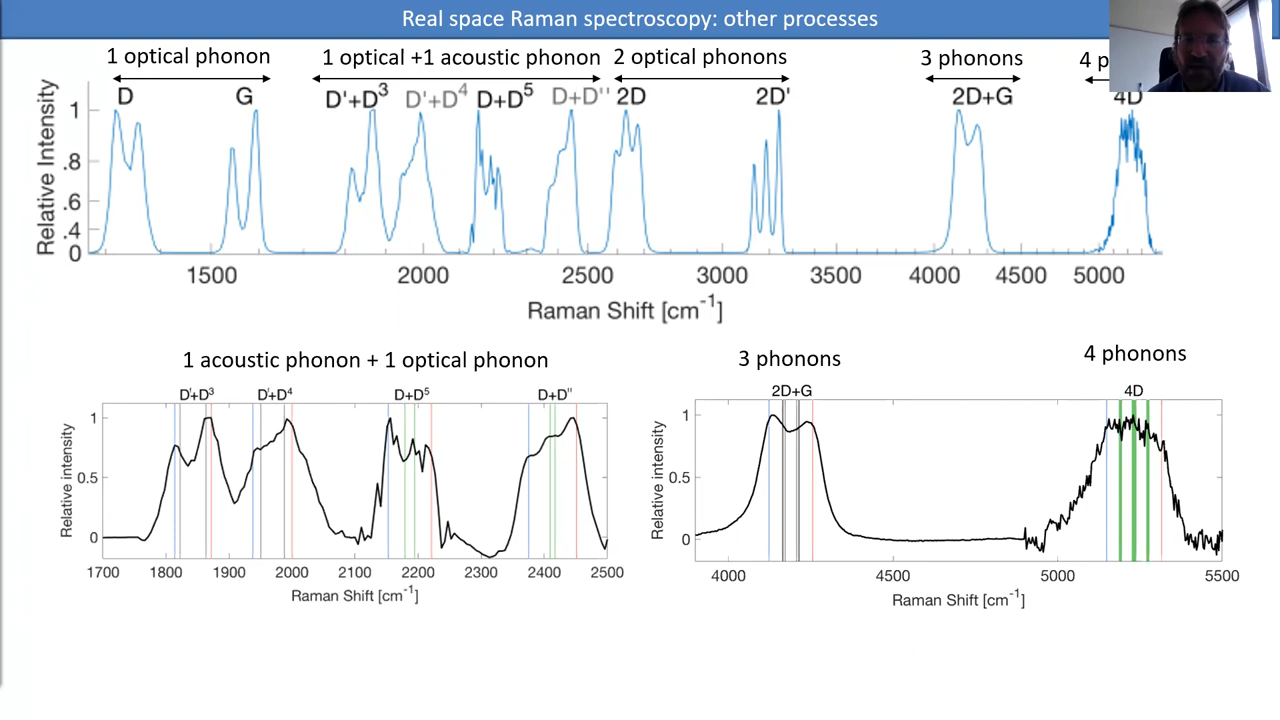 Real space Raman spectroscopy: other processes
1 optical phonon
1 optical +1 acoustic phonon
2 optical phonons
3 phonons
4 p
D
G
D'+D³
D'+D⁴
D+D⁵
D+D''
2D
2D'
2D+G
4D
Relative Intensity
1
.8
.6
.4
0
1500
2000
2500
3000
3500
4000
4500
5000
Raman Shift [cm⁻¹]
1 acoustic phonon + 1 optical phonon
D'+D³
D'+D⁴
D+D⁵
D+D''
Relative intensity
1
0.5
0
1700
1800
1900
2000
2100
2200
2300
2400
2500
Raman Shift [cm⁻¹]
3 phonons
4 phonons
2D+G
4D
Relative intensity
1
0.5
0
4000
4500
5000
5500
Raman Shift [cm⁻¹]